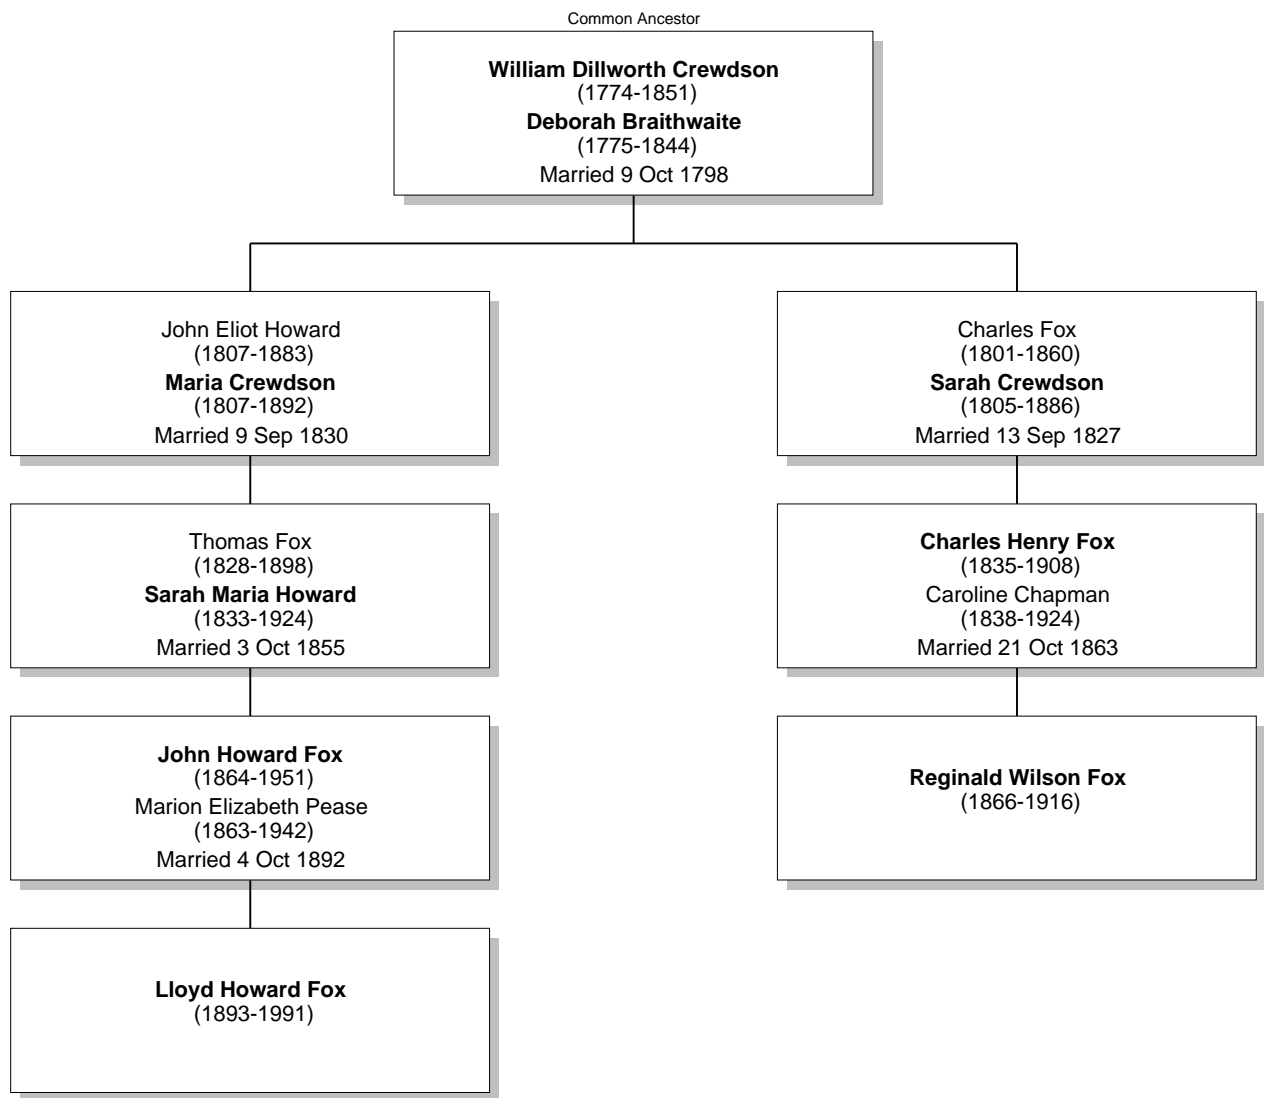 Common Ancestor
William Dillworth Crewdson
(1774-1851)
Deborah Braithwaite
(1775-1844)
Married 9 Oct 1798
John Eliot Howard
(1807-1883)
Maria Crewdson
(1807-1892)
Married 9 Sep 1830
Charles Fox
(1801-1860)
Sarah Crewdson
(1805-1886)
Married 13 Sep 1827
Thomas Fox
(1828-1898)
Sarah Maria Howard
(1833-1924)
Married 3 Oct 1855
Charles Henry Fox
(1835-1908)
Caroline Chapman
(1838-1924)
Married 21 Oct 1863
John Howard Fox
(1864-1951)
Marion Elizabeth Pease
(1863-1942)
Married 4 Oct 1892
Reginald Wilson Fox
(1866-1916)
Lloyd Howard Fox
(1893-1991)